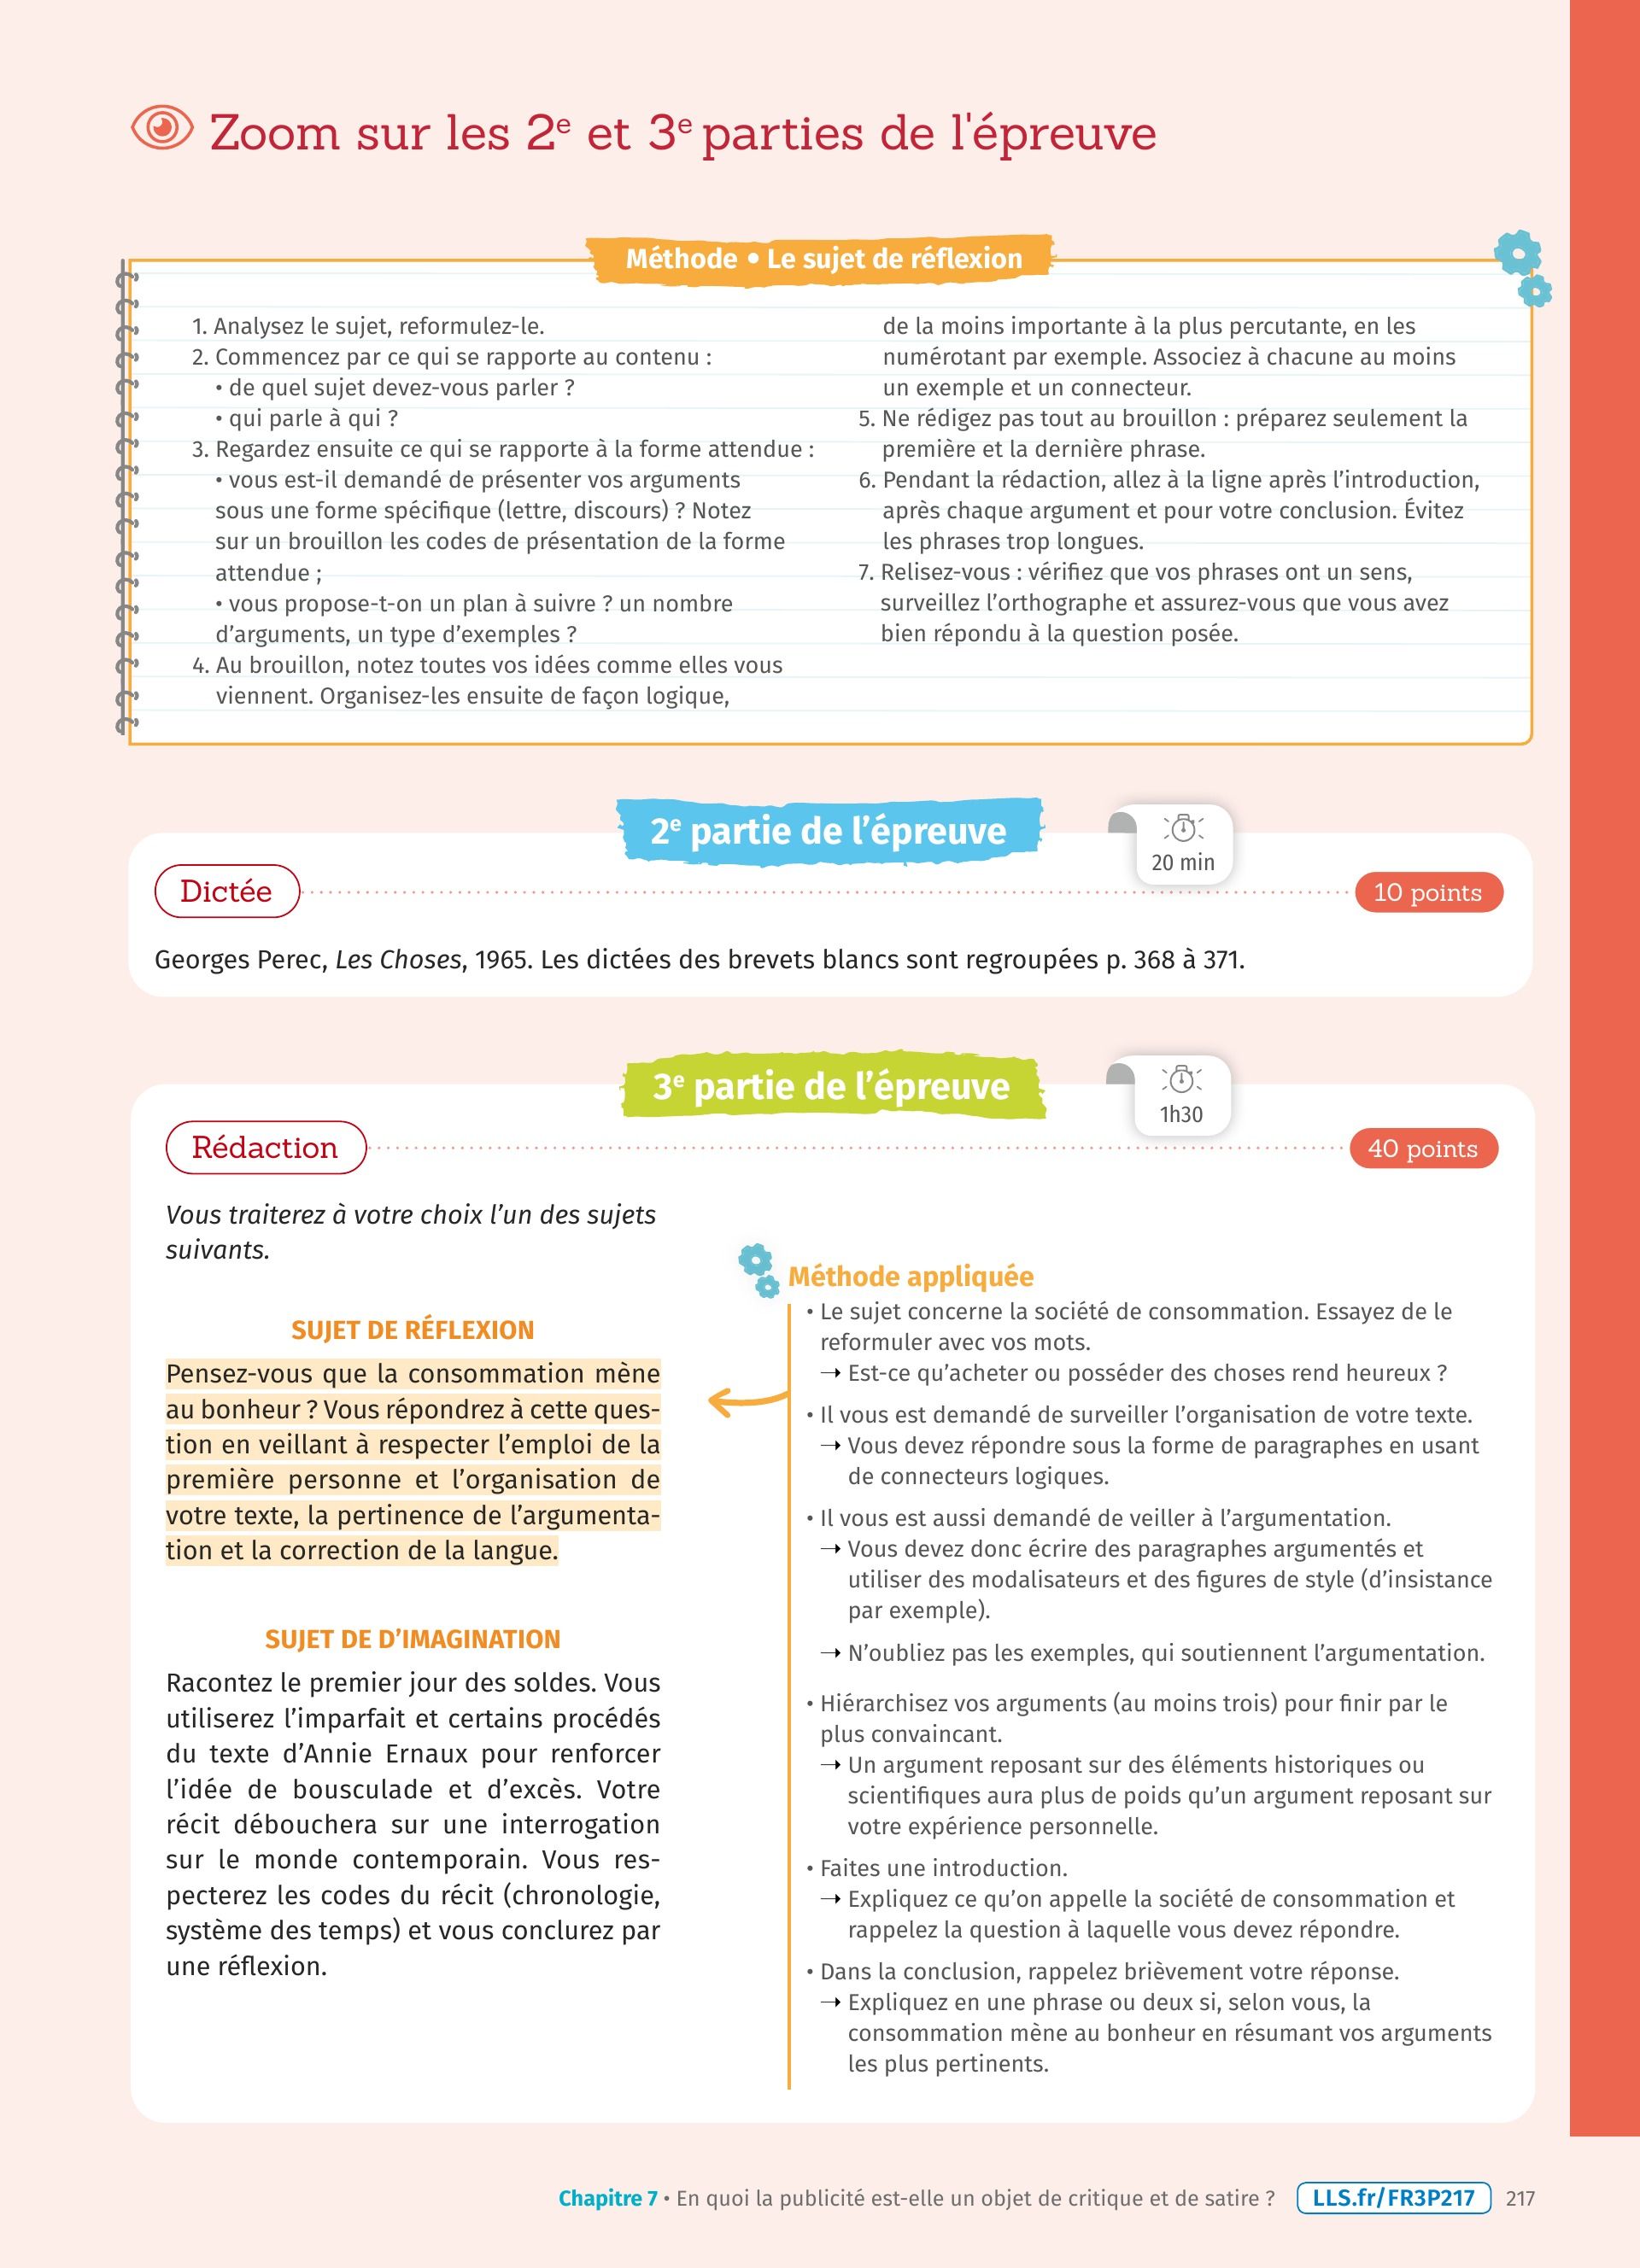 Zoom sur les 2e et 3e parties de l'épreuve
Méthode • Le sujet de réflexion
1. Analysez le sujet, reformulez-le.
2. Commencez par ce qui se rapporte au contenu :
• de quel sujet devez-vous parler ?
• qui parle à qui ?
3. Regardez ensuite ce qui se rapporte à la forme attendue :
• vous est-il demandé de présenter vos arguments
sous une forme spécifique (lettre, discours) ? Notez
sur un brouillon les codes de présentation de la forme
attendue ;
• vous propose-t-on un plan à suivre ? un nombre
d’arguments, un type d’exemples ?
4. Au brouillon, notez toutes vos idées comme elles vous
viennent. Organisez-les ensuite de façon logique,
de la moins importante à la plus percutante, en les
numérotant par exemple. Associez à chacune au moins
un exemple et un connecteur.
5. Ne rédigez pas tout au brouillon : préparez seulement la
première et la dernière phrase.
6. Pendant la rédaction, allez à la ligne après l’introduction,
après chaque argument et pour votre conclusion. Évitez
les phrases trop longues.
7. Relisez-vous : vérifiez que vos phrases ont un sens,
surveillez l’orthographe et assurez-vous que vous avez
bien répondu à la question posée.
2e partie de l’épreuve
20 min
Dictée
10 points
Georges Perec, Les Choses, 1965. Les dictées des brevets blancs sont regroupées p. 368 à 371.
3e partie de l’épreuve
1h30
Rédaction
40 points
Vous traiterez à votre choix l’un des sujets
suivants.
SUJET DE RÉFLEXION
Pensez-vous que la consommation mène
au bonheur ? Vous répondrez à cette ques-
tion en veillant à respecter l’emploi de la
première personne et l’organisation de
votre texte, la pertinence de l’argumenta-
tion et la correction de la langue.
SUJET DE D’IMAGINATION
Racontez le premier jour des soldes. Vous
utiliserez l’imparfait et certains procédés
du texte d’Annie Ernaux pour renforcer
l’idée de bousculade et d’excès. Votre
récit débouchera sur une interrogation
sur le monde contemporain. Vous res-
pecterez les codes du récit (chronologie,
système des temps) et vous conclurez par
une réflexion.
Méthode appliquée
• Le sujet concerne la société de consommation. Essayez de le
reformuler avec vos mots.
→ Est-ce qu’acheter ou posséder des choses rend heureux ?
• Il vous est demandé de surveiller l’organisation de votre texte.
→ Vous devez répondre sous la forme de paragraphes en usant
de connecteurs logiques.
• Il vous est aussi demandé de veiller à l’argumentation.
→ Vous devez donc écrire des paragraphes argumentés et
utiliser des modalisateurs et des figures de style (d’insistance
par exemple).
→ N’oubliez pas les exemples, qui soutiennent l’argumentation.
• Hiérarchisez vos arguments (au moins trois) pour finir par le
plus convaincant.
→ Un argument reposant sur des éléments historiques ou
scientifiques aura plus de poids qu’un argument reposant sur
votre expérience personnelle.
• Faites une introduction.
→ Expliquez ce qu’on appelle la société de consommation et
rappelez la question à laquelle vous devez répondre.
• Dans la conclusion, rappelez brièvement votre réponse.
→ Expliquez en une phrase ou deux si, selon vous, la
consommation mène au bonheur en résumant vos arguments
les plus pertinents.
Chapitre 7 • En quoi la publicité est-elle un objet de critique et de satire ? LLS.fr/FR3P217 217